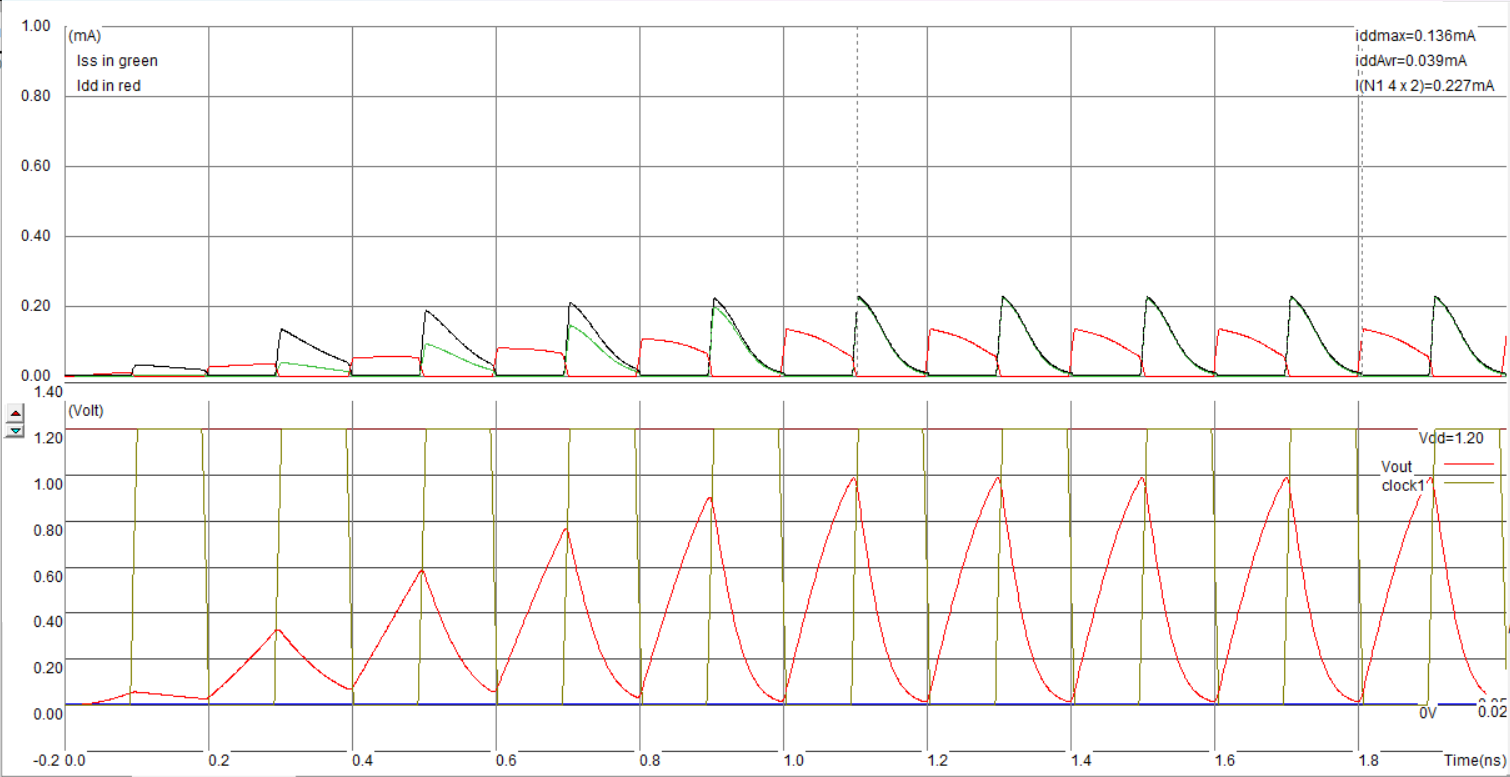 1.00
(mA)
iddmax=0.136mA
Iss in green
iddAvr=0.039mA
Idd in red
I(N1 4 x 2)=0.227mA
0.80
0.60
0.40
0.20
0.00
1.40
(Volt)
1.20
Vdd=1.20
Vout
1.00
clock1
0.80
0.60
0.40
0.20
0.00
0V
0.02
-0.2 0.0 0.2 0.4 0.6 0.8 1.0 1.2 1.4 1.6 1.8 Time(ns)